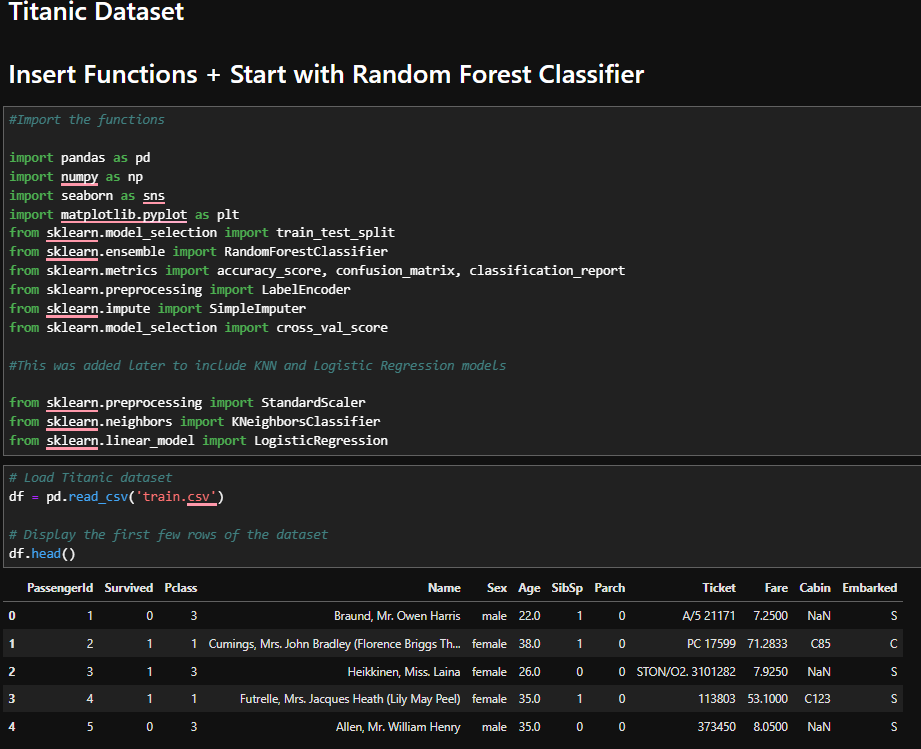 Titanic Dataset
Insert Functions + Start with Random Forest Classifier
#Import the functions
import pandas as pd
import numpy as np
import seaborn as sns
import matplotlib.pyplot as plt
from sklearn.model_selection import train_test_split
from sklearn.ensemble import RandomForestClassifier
from sklearn.metrics import accuracy_score, confusion_matrix, classification_report
from sklearn.preprocessing import LabelEncoder
from sklearn.impute import SimpleImputer
from sklearn.model_selection import cross_val_score
#This was added later to include KNN and Logistic Regression models
from sklearn.preprocessing import StandardScaler
from sklearn.neighbors import KNeighborsClassifier
from sklearn.linear_model import LogisticRegression
# Load Titanic dataset
df = pd.read_csv('train.csv')
# Display the first few rows of the dataset
df.head()
PassengerId Survived Pclass Name Sex Age SibSp Parch Ticket Fare Cabin Embarked
0 1 0 3 Braund, Mr. Owen Harris male 22.0 1 0 A/5 21171 7.2500 NaN S
1 2 1 1 Cumings, Mrs. John Bradley (Florence Briggs Th... female 38.0 1 0 PC 17599 71.2833 C85 C
2 3 1 3 Heikkinen, Miss. Laina female 26.0 0 0 STON/O2. 3101282 7.9250 NaN S
3 4 1 1 Futrelle, Mrs. Jacques Heath (Lily May Peel) female 35.0 1 0 113803 53.1000 C123 S
4 5 0 3 Allen, Mr. William Henry male 35.0 0 0 373450 8.0500 NaN S